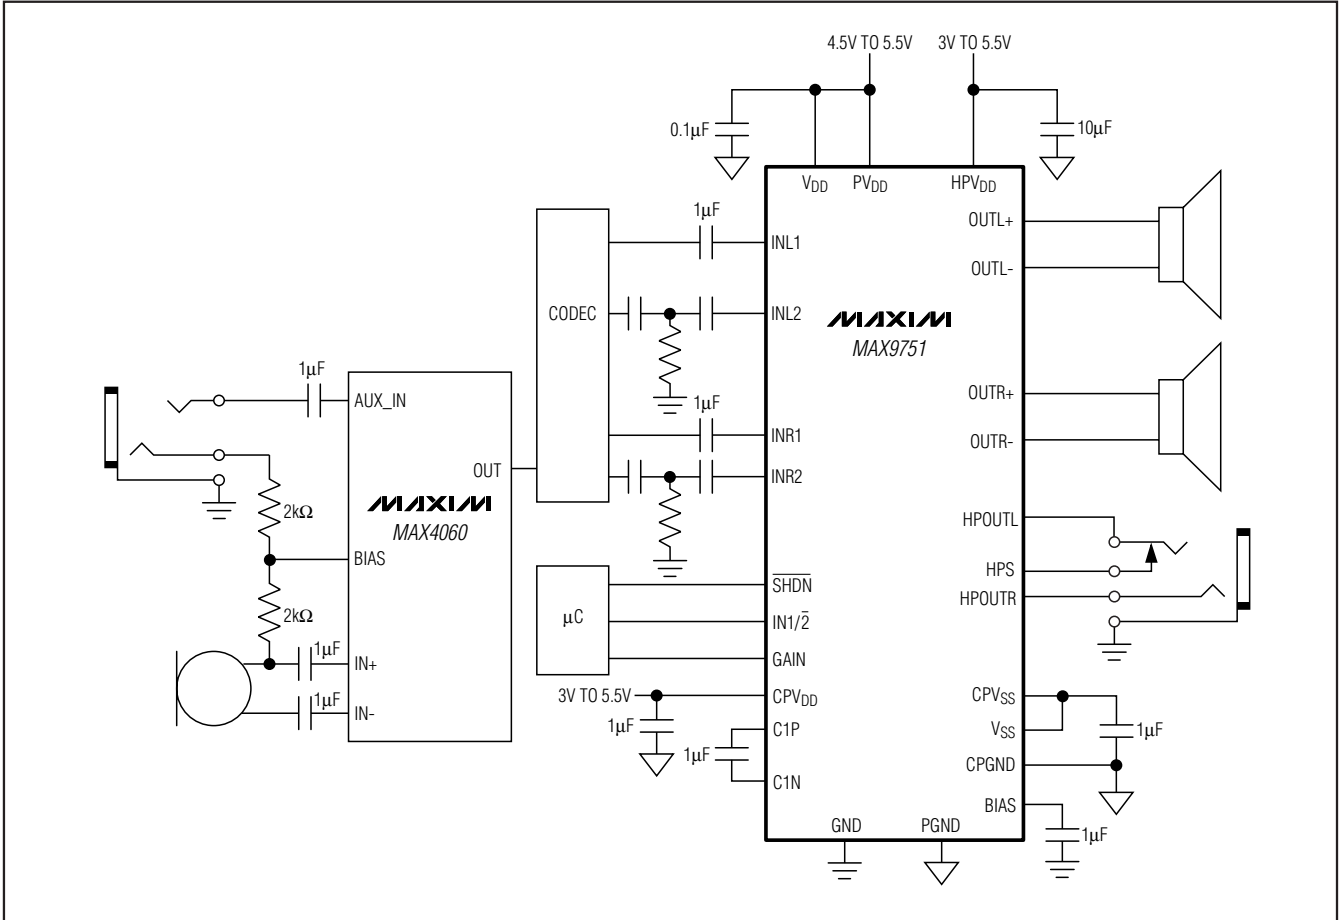 4.5V TO 5.5V
3V TO 5.5V
0.1μF
10μF
VDD
PVDD
HPVDD
1μF
INL1
OUTL+
OUTL-
CODEC
INL2
MAXIM
MAX9751
1μF
AUX_IN
1μF
INR1
OUTR+
OUTR-
OUT
INR2
2kΩ
MAXIM
MAX4060
BIAS
HPOUTL
HPS
HPOUTR
SHDN
μC
IN1/2
GAIN
2kΩ
1μF
IN+
1μF
IN-
3V TO 5.5V
CPVDD
1μF
C1P
1μF
C1N
CPVSS
VSS
1μF
CPGND
BIAS
1μF
GND
PGND